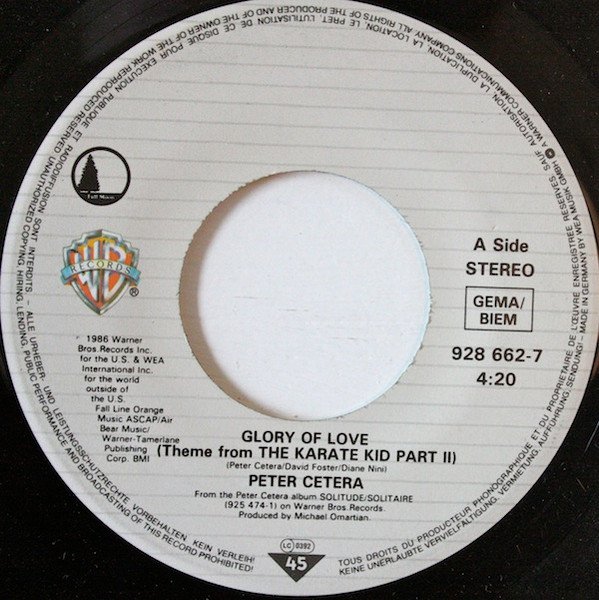 Full Moon
WB
RECORDS
®
A Side
STEREO
GEMA/
BIEM
928 662-7
4:20
1986 Warner
Bros. Records Inc.
for the U.S. & WEA
International Inc.
for the world
outside of
the U.S.
Fall Line Orange
Music ASCAP/Air
Bear Music/
Warner-Tamerlane
Publishing
Corp. BMI
GLORY OF LOVE
(Theme from THE KARATE KID PART II)
(Peter Cetera/David Foster/Diane Nini)
PETER CETERA
From the Peter Cetera album SOLITUDE/SOLITAIRE
(925 474-1) on Warner Bros. Records.
Produced by Michael Omartian.
LC 0392
45
TOUS DROITS DU PRODUCTEUR PHONOGRAPHIQUE ET DU PROPRIETAIRE DE L'ŒUVRE ENREGISTREE RESERVES SAUF AUTORISATION, LA DUPLICATION, LA LOCATION, LE PRET, L'UTILISATION DE CE DISQUE POUR EXECUTION PUBLIQUE ET RADIODIFFUSION SONT INTERDITS – ALLE URHEBER- UND LEISTUNGSSCHUTZRECHTE VORBEHALTEN KEIN VERLEIH!
KEINE UNERLAUBTE VERVIELFALTIGUNG, VERMIETUNG, AUFFUHRUNG, SENDUNG! – MADE IN GERMANY BY WEA MUSIK GMBH A WARNER COMMUNICATIONS COMPANY ALL RIGHTS OF THE PRODUCER AND OF THE OWNER OF THE WORK REPRODUCED RESERVED UNAUTHORIZED COPYING, HIRING, LENDING, PUBLIC PERFORMANCE AND BROADCASTING OF THIS RECORD PROHIBITED!